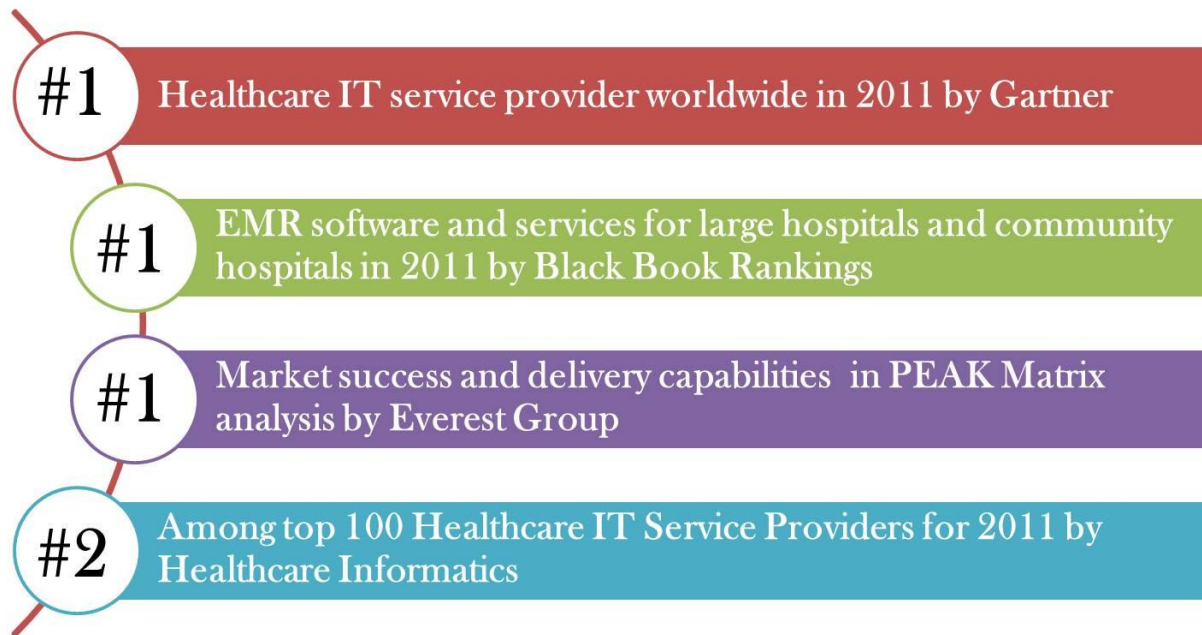 #1
Healthcare IT service provider worldwide in 2011 by Gartner
#1
EMR software and services for large hospitals and community
hospitals in 2011 by Black Book Rankings
#1
Market success and delivery capabilities in PEAK Matrix
analysis by Everest Group
#2
Among top 100 Healthcare IT Service Providers for 2011 by
Healthcare Informatics